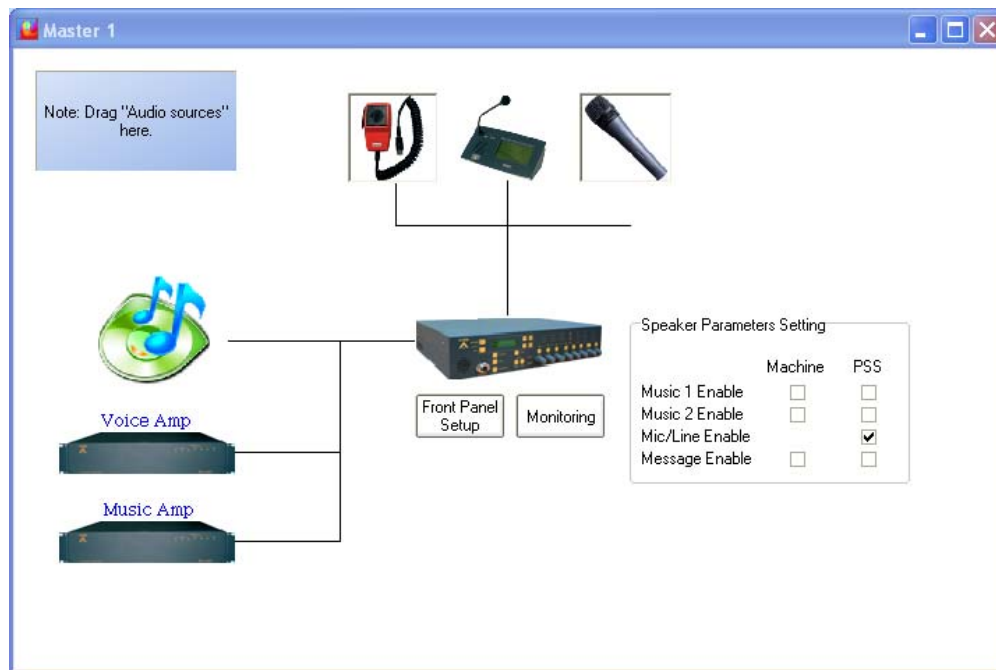 Master 1
Note: Drag "Audio sources"
here.
Voice Amp
Music Amp
Front Panel
Setup
Monitoring
Speaker Parameters Setting
Machine PSS
Music 1 Enable
Music 2 Enable
Mic/Line Enable
Message Enable